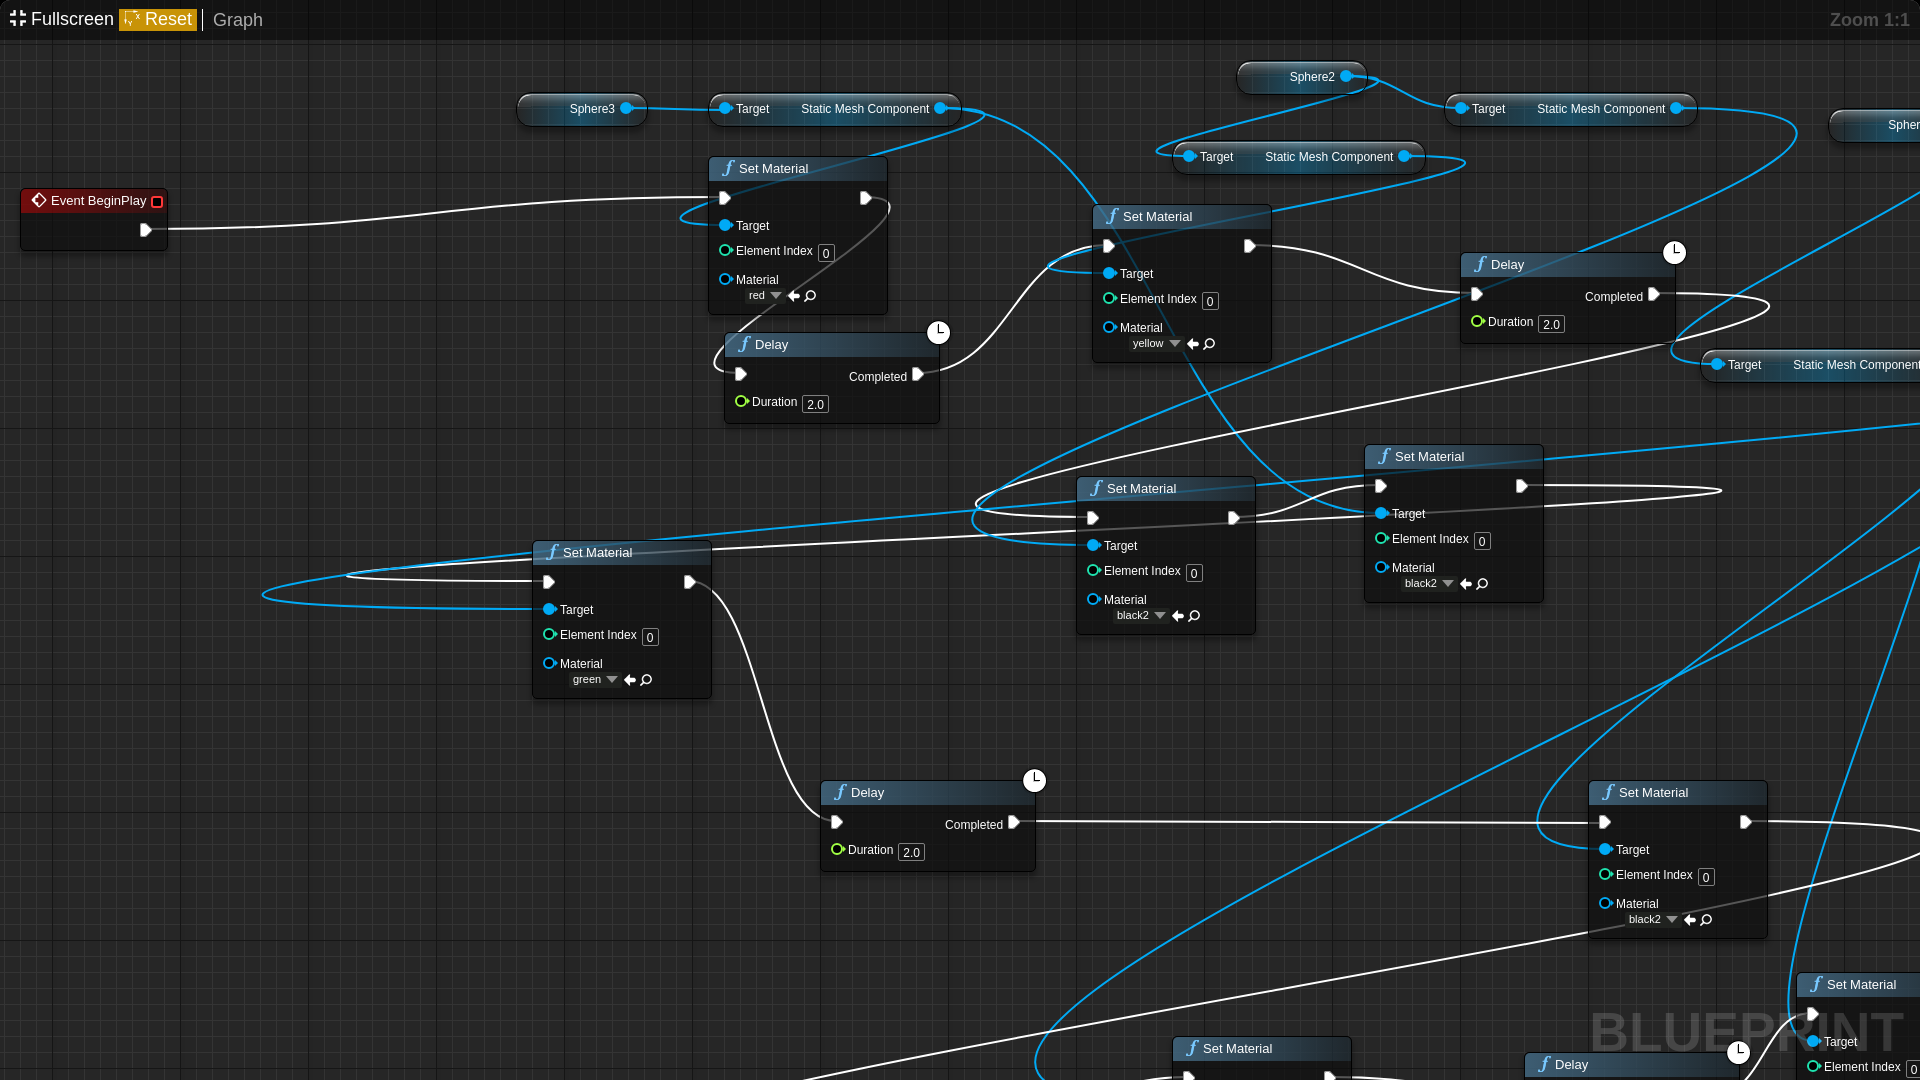 Fullscreen Reset Graph
Zoom 1:1
Sphere2
Sphere3
Target Static Mesh Component
Target Static Mesh Component
Target Static Mesh Component
Set Material
Event BeginPlay
Target
Element Index 0
Material
red
Set Material
Target
Element Index 0
Material
yellow
Delay
Completed
Duration 2.0
Delay
Completed
Duration 2.0
Target Static Mesh Component
Set Material
Target
Element Index 0
Material
black2
Set Material
Target
Element Index 0
Material
black2
Set Material
Target
Element Index 0
Material
green
Delay
Completed
Duration 2.0
Set Material
Target
Element Index 0
Material
black2
Set Material
Target
Element Index 0
BLUEPRINT
Set Material
Delay